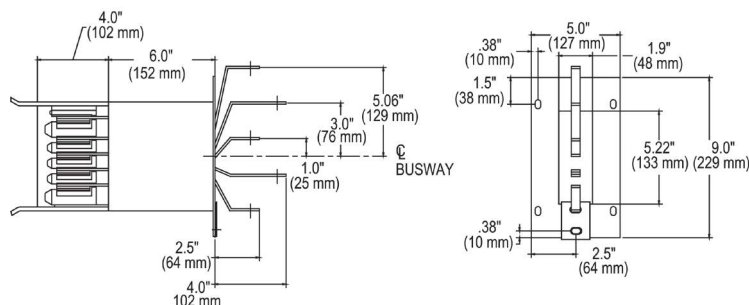 4.0"
(102 mm)
6.0"
(152 mm)
5.06"
(129 mm)
3.0"
(76 mm)
1.0"
(25 mm)
℄
BUSWAY
2.5"
(64 mm)
4.0"
102 mm
5.0"
(127 mm)
.38"
(10 mm)
1.9"
(48 mm)
1.5"
(38 mm)
5.22"
(133 mm)
9.0"
(229 mm)
.38"
(10 mm)
2.5"
(64 mm)